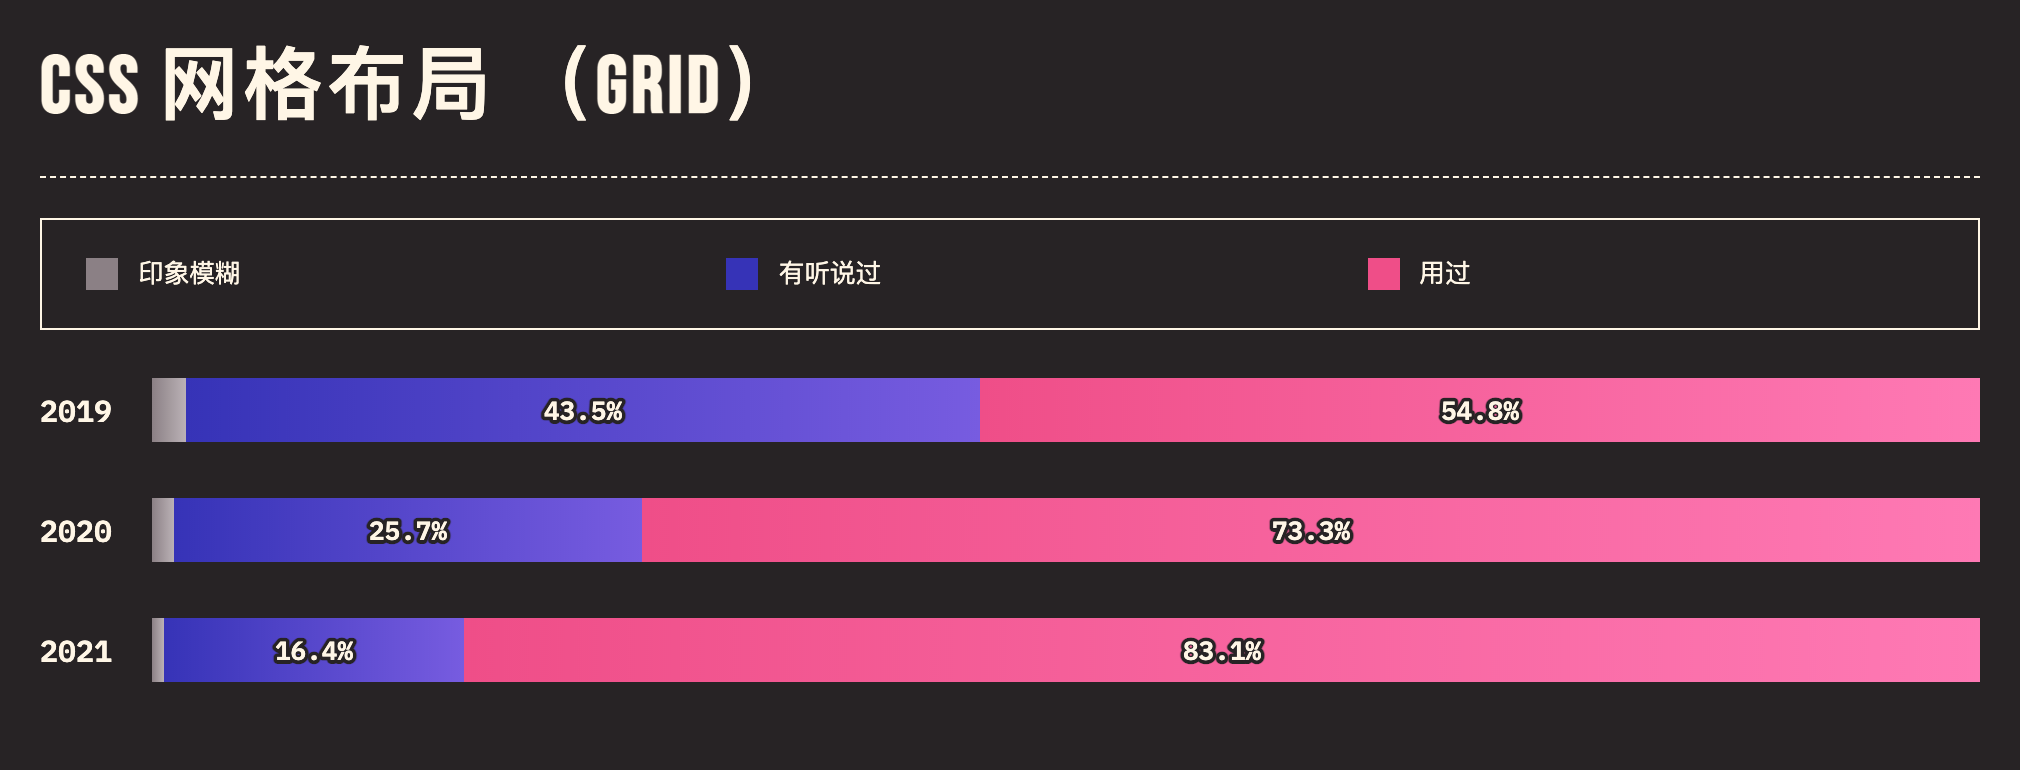 CSS 网格布局 （GRID）
印象模糊 有听说过 用过
2019 43.5% 54.8%
2020 25.7% 73.3%
2021 16.4% 83.1%